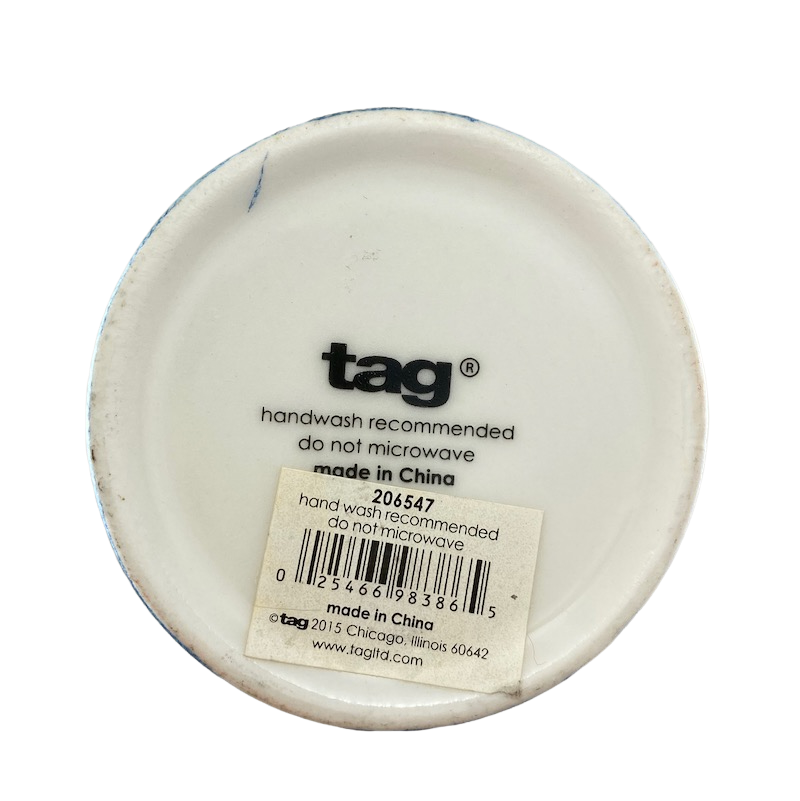 tag®
handwash recommended
do not microwave
made in China
206547
hand wash recommended
do not microwave
0 25466 98386 5
made in China
©tag 2015 Chicago, Illinois 60642
www.tagltd.com